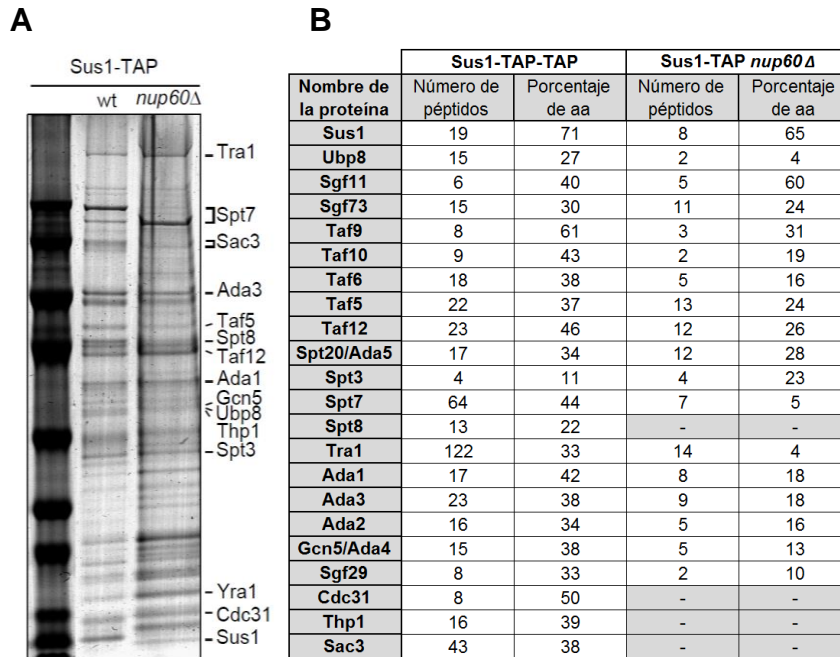 A
Sus1-TAP
wt nup60Δ
Tra1
Spt7
Sac3
Ada3
Taf5
Spt8
Taf12
Ada1
Gcn5
Ubp8
Thp1
Spt3
Yra1
Cdc31
Sus1
B
Sus1-TAP-TAP Sus1-TAP nup60Δ
Nombre de la proteína Número de péptidos Porcentaje de aa Número de péptidos Porcentaje de aa
Sus1 19 71 8 65
Ubp8 15 27 2 4
Sgf11 6 40 5 60
Sgf73 15 30 11 24
Taf9 8 61 3 31
Taf10 9 43 2 19
Taf6 18 38 5 16
Taf5 22 37 13 24
Taf12 23 46 12 26
Spt20/Ada5 17 34 12 28
Spt3 4 11 4 23
Spt7 64 44 7 5
Spt8 13 22 - -
Tra1 122 33 14 4
Ada1 17 42 8 18
Ada3 23 38 9 18
Ada2 16 34 5 16
Gcn5/Ada4 15 38 5 13
Sgf29 8 33 2 10
Cdc31 8 50 - -
Thp1 16 39 - -
Sac3 43 38 - -